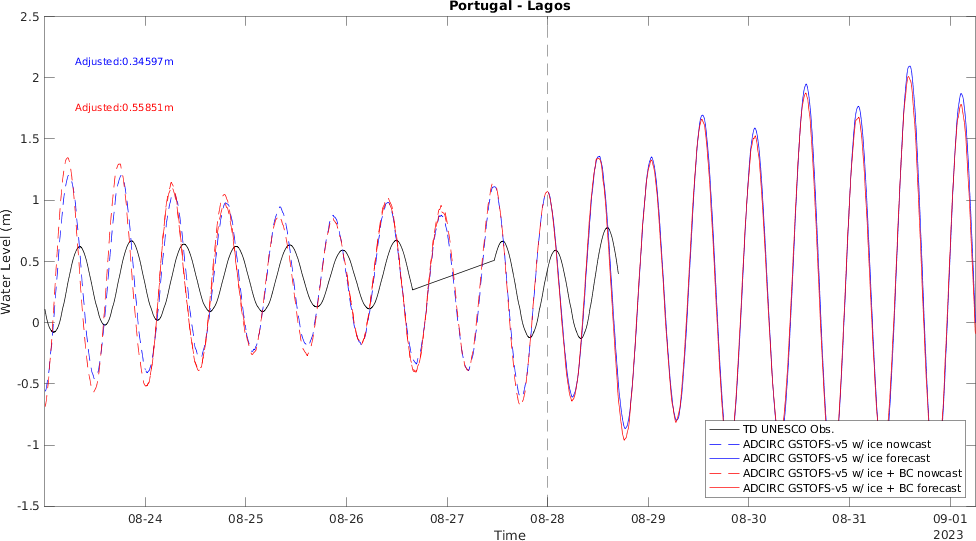 Portugal - Lagos
2.5
2
1.5
1
0.5
0
-0.5
-1
-1.5
Water Level (m)
Adjusted:0.34597m
Adjusted:0.55851m
TD UNESCO Obs.
ADCIRC GSTOFS-v5 w/ ice nowcast
ADCIRC GSTOFS-v5 w/ ice forecast
ADCIRC GSTOFS-v5 w/ ice + BC nowcast
ADCIRC GSTOFS-v5 w/ ice + BC forecast
08-24 08-25 08-26 08-27 08-28 08-29 08-30 08-31 09-01
2023
Time